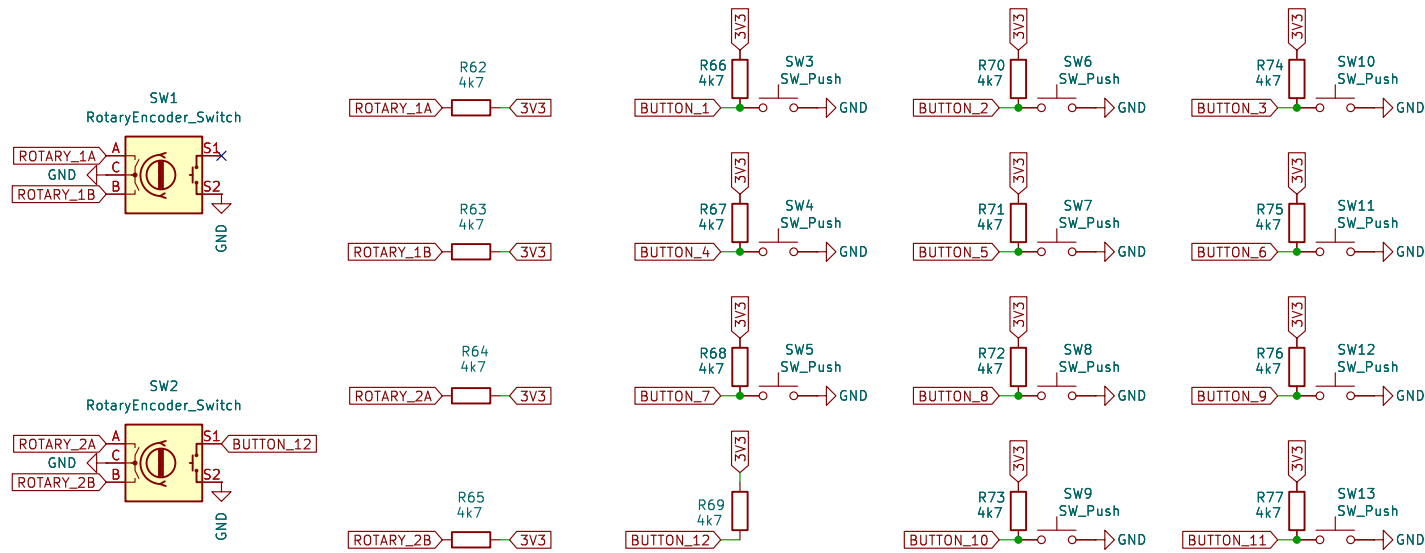 SW1
RotaryEncoder_Switch
ROTARY_1A
A
S1
GND
C
ROTARY_1B
B
S2
GND
SW2
RotaryEncoder_Switch
ROTARY_2A
A
S1
BUTTON_12
GND
C
ROTARY_2B
B
S2
GND
R62
4k7
ROTARY_1A
3V3
R63
4k7
ROTARY_1B
3V3
R64
4k7
ROTARY_2A
3V3
R65
4k7
ROTARY_2B
3V3
3V3
R66
4k7
SW3
SW_Push
BUTTON_1
GND
3V3
R67
4k7
SW4
SW_Push
BUTTON_4
GND
3V3
R68
4k7
SW5
SW_Push
BUTTON_7
GND
3V3
R69
4k7
BUTTON_12
3V3
R70
4k7
SW6
SW_Push
BUTTON_2
GND
3V3
R71
4k7
SW7
SW_Push
BUTTON_5
GND
3V3
R72
4k7
SW8
SW_Push
BUTTON_8
GND
3V3
R73
4k7
SW9
SW_Push
BUTTON_10
GND
3V3
R74
4k7
SW10
SW_Push
BUTTON_3
GND
3V3
R75
4k7
SW11
SW_Push
BUTTON_6
GND
3V3
R76
4k7
SW12
SW_Push
BUTTON_9
GND
3V3
R77
4k7
SW13
SW_Push
BUTTON_11
GND